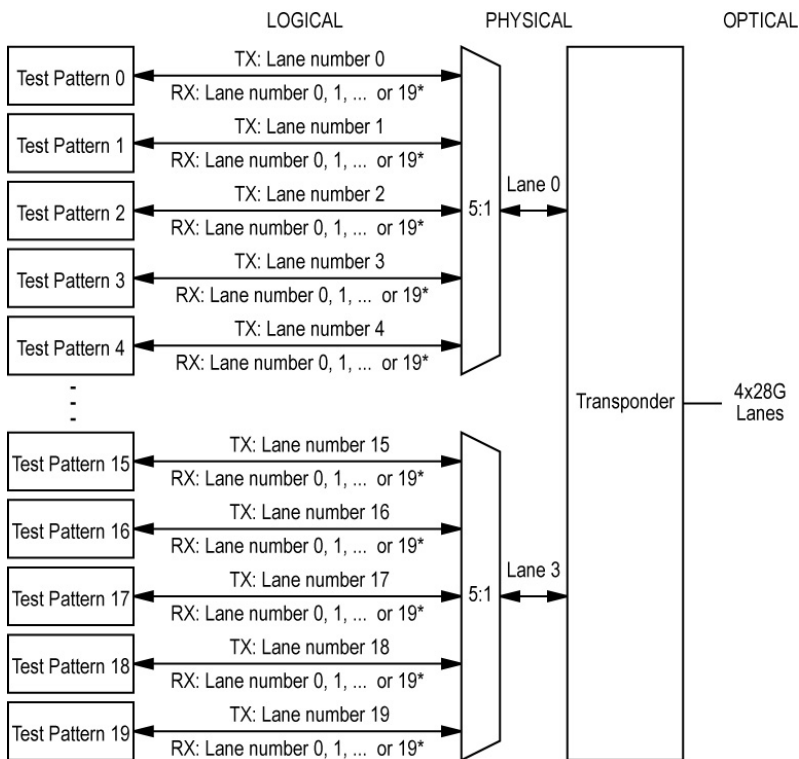 LOGICAL PHYSICAL OPTICAL
TX: Lane number 0
Test Pattern 0
RX: Lane number 0, 1, ... or 19*
TX: Lane number 1
Test Pattern 1
RX: Lane number 0, 1, ... or 19*
Lane 0
TX: Lane number 2
Test Pattern 2
5:1
RX: Lane number 0, 1, ... or 19*
TX: Lane number 3
Test Pattern 3
RX: Lane number 0, 1, ... or 19*
TX: Lane number 4
Test Pattern 4
RX: Lane number 0, 1, ... or 19*
Transponder
4x28G
Lanes
TX: Lane number 15
Test Pattern 15
RX: Lane number 0, 1, ... or 19*
TX: Lane number 16
Test Pattern 16
RX: Lane number 0, 1, ... or 19*
Lane 3
TX: Lane number 17
Test Pattern 17
5:1
RX: Lane number 0, 1, ... or 19*
TX: Lane number 18
Test Pattern 18
RX: Lane number 0, 1, ... or 19*
TX: Lane number 19
Test Pattern 19
RX: Lane number 0, 1, ... or 19*